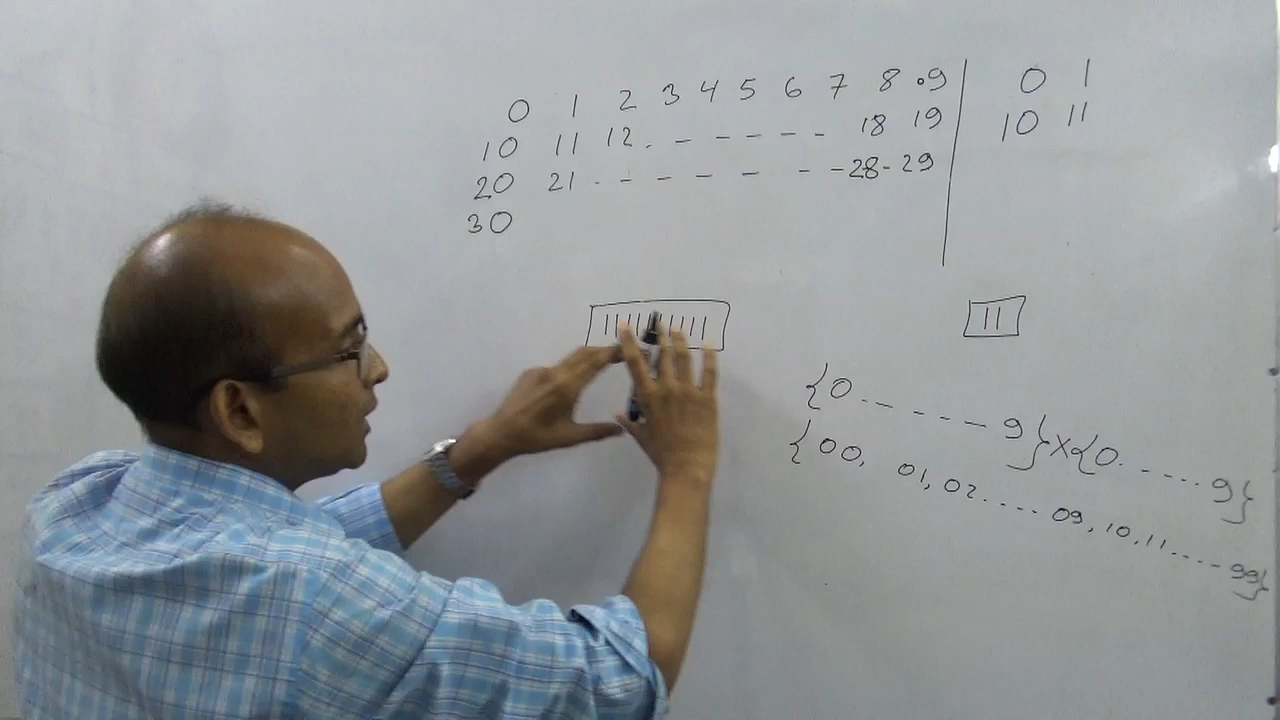 0 1 2 3 4 5 6 7 8 .9
10 11 12. - - - - - 18 19
20 21 . - - - - - - -28-29
30
0 1
10 11
{0.- - - - - 9}X{0. - - . . . 9}
{00, 01, 02..... 09, 10, 11....- 99}